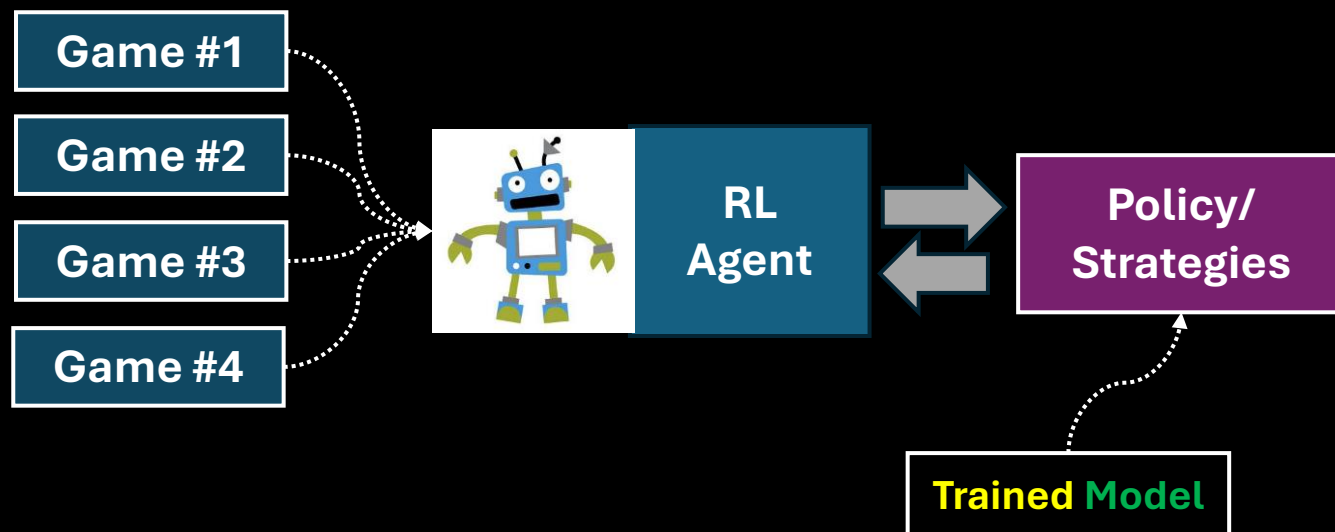 Game #1
Game #2
Game #3
Game #4
RL
Agent
Policy/
Strategies
Trained Model